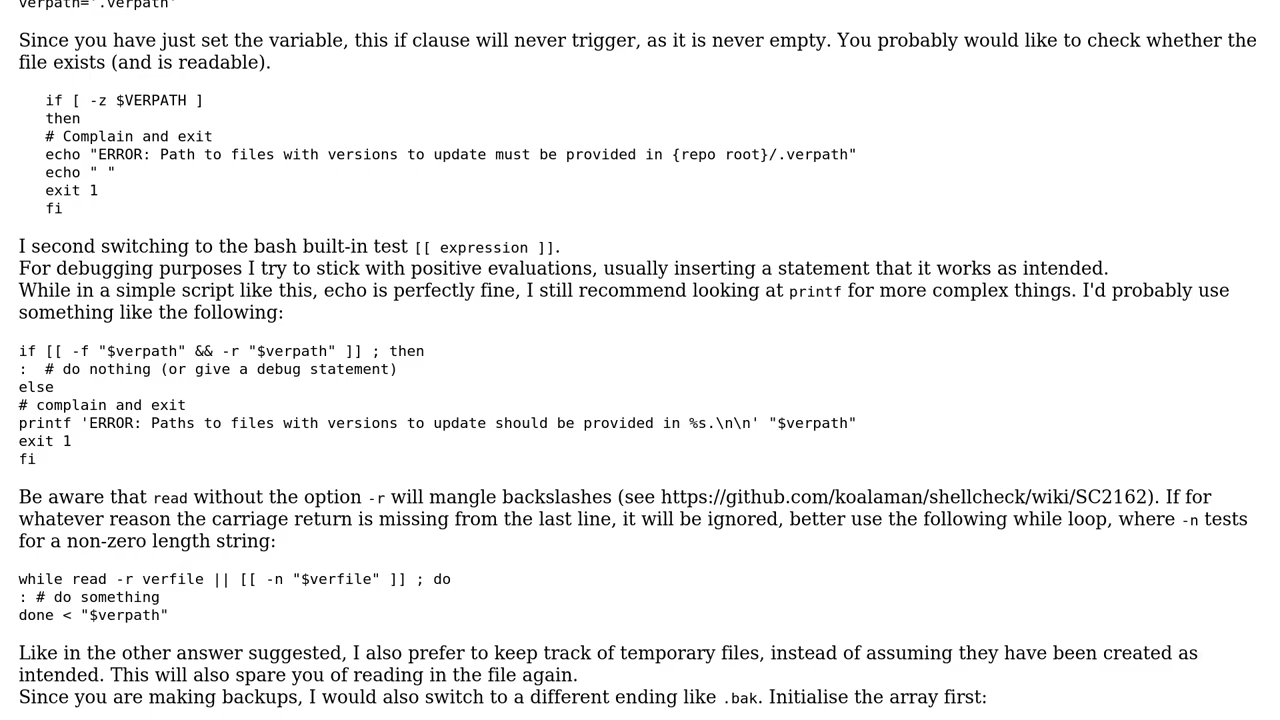 verpath='.verpath'
Since you have just set the variable, this if clause will never trigger, as it is never empty. You probably would like to check whether the
file exists (and is readable).
if [ -z $VERPATH ]
then
# Complain and exit
echo "ERROR: Path to files with versions to update must be provided in {repo root}/.verpath"
echo " "
exit 1
fi
I second switching to the bash built-in test [[ expression ]].
For debugging purposes I try to stick with positive evaluations, usually inserting a statement that it works as intended.
While in a simple script like this, echo is perfectly fine, I still recommend looking at printf for more complex things. I'd probably use
something like the following:
if [[ -f "$verpath" && -r "$verpath" ]] ; then
:  # do nothing (or give a debug statement)
else
# complain and exit
printf 'ERROR: Paths to files with versions to update should be provided in %s.\n\n' "$verpath"
exit 1
fi
Be aware that read without the option -r will mangle backslashes (see https://github.com/koalaman/shellcheck/wiki/SC2162). If for
whatever reason the carriage return is missing from the last line, it will be ignored, better use the following while loop, where -n tests
for a non-zero length string:
while read -r verfile || [[ -n "$verfile" ]] ; do
: # do something
done < "$verpath"
Like in the other answer suggested, I also prefer to keep track of temporary files, instead of assuming they have been created as
intended. This will also spare you of reading in the file again.
Since you are making backups, I would also switch to a different ending like .bak. Initialise the array first: